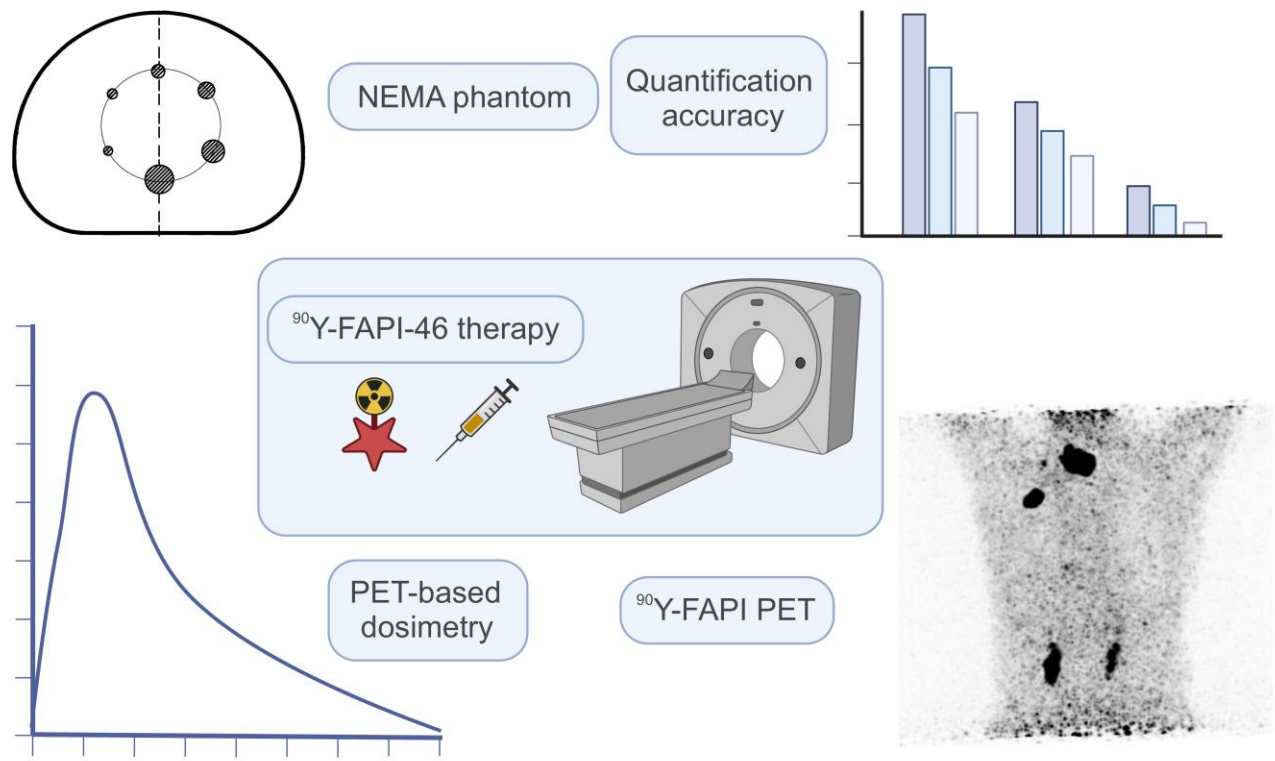 NEMA phantom
Quantification
accuracy
⁹⁰Y-FAPI-46 therapy
PET-based
dosimetry
⁹⁰Y-FAPI PET